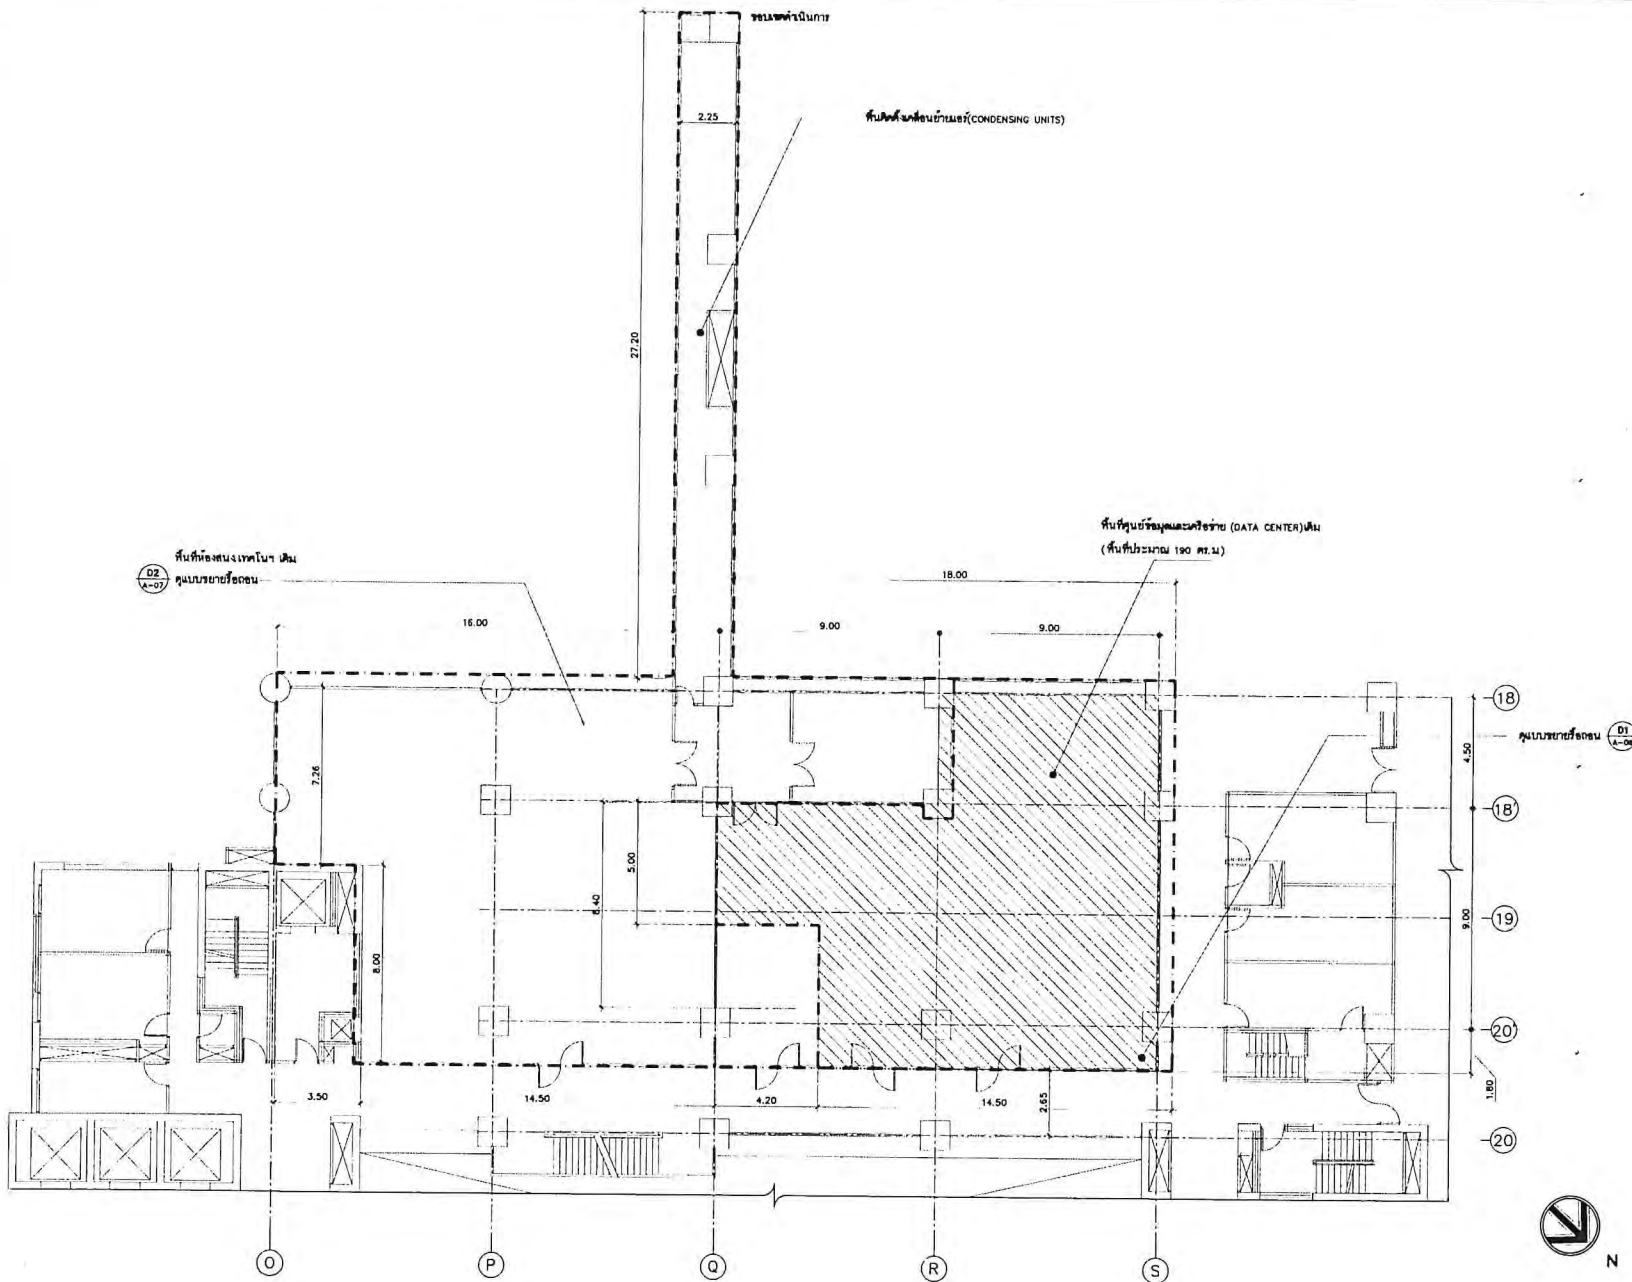 ขอบเขตดำเนินการ
2.25
พื้นติดตั้งเคลื่อนย้ายแอร์(CONDENSING UNITS)
27.20
พื้นที่ศูนย์ข้อมูลและเครือข่าย (DATA CENTER)เดิม
(พื้นที่ประมาณ 190 ตร.ม)
พื้นที่ห้องสนง.เทคโนฯ เดิม
D2
A-07
ดูแบบขยายรื้อถอน
18.00
16.00
9.00
9.00
18
ดูแบบขยายรื้อถอน
D1
4.50
7.26
18'
5.00
8.40
19
9.00
8.00
20'
3.50
14.50
4.20
14.50
2.65
1.80
20
O
P
Q
R
S
N